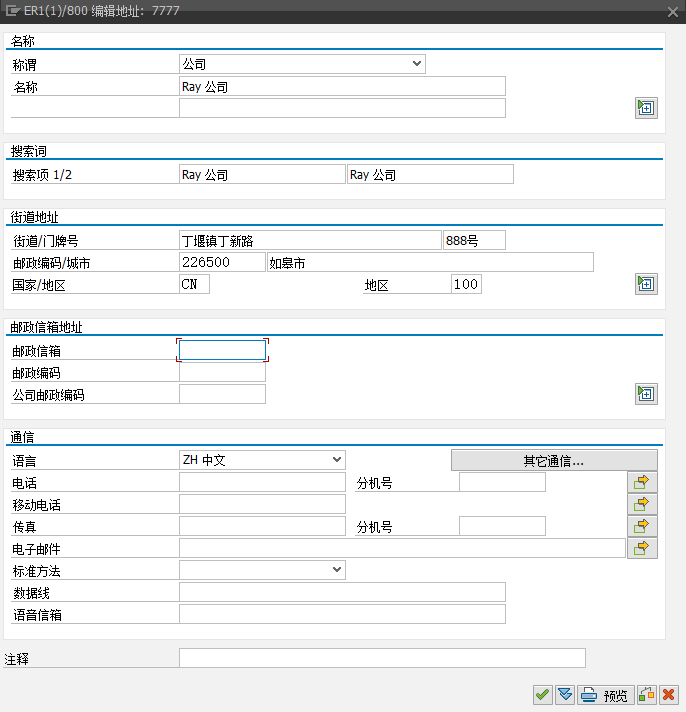 ER1(1)/800 编辑地址: 7777
名称
称谓 公司
名称 Ray 公司
搜索词
搜索项 1/2 Ray 公司 Ray 公司
街道地址
街道/门牌号 丁堰镇丁新路 888号
邮政编码/城市 226500 如皋市
国家/地区 CN 地区 100
邮政信箱地址
邮政信箱
邮政编码
公司邮政编码
通信
语言 ZH 中文 其它通信...
电话 分机号
移动电话
传真 分机号
电子邮件
标准方法
数据线
语音信箱
注释
预览